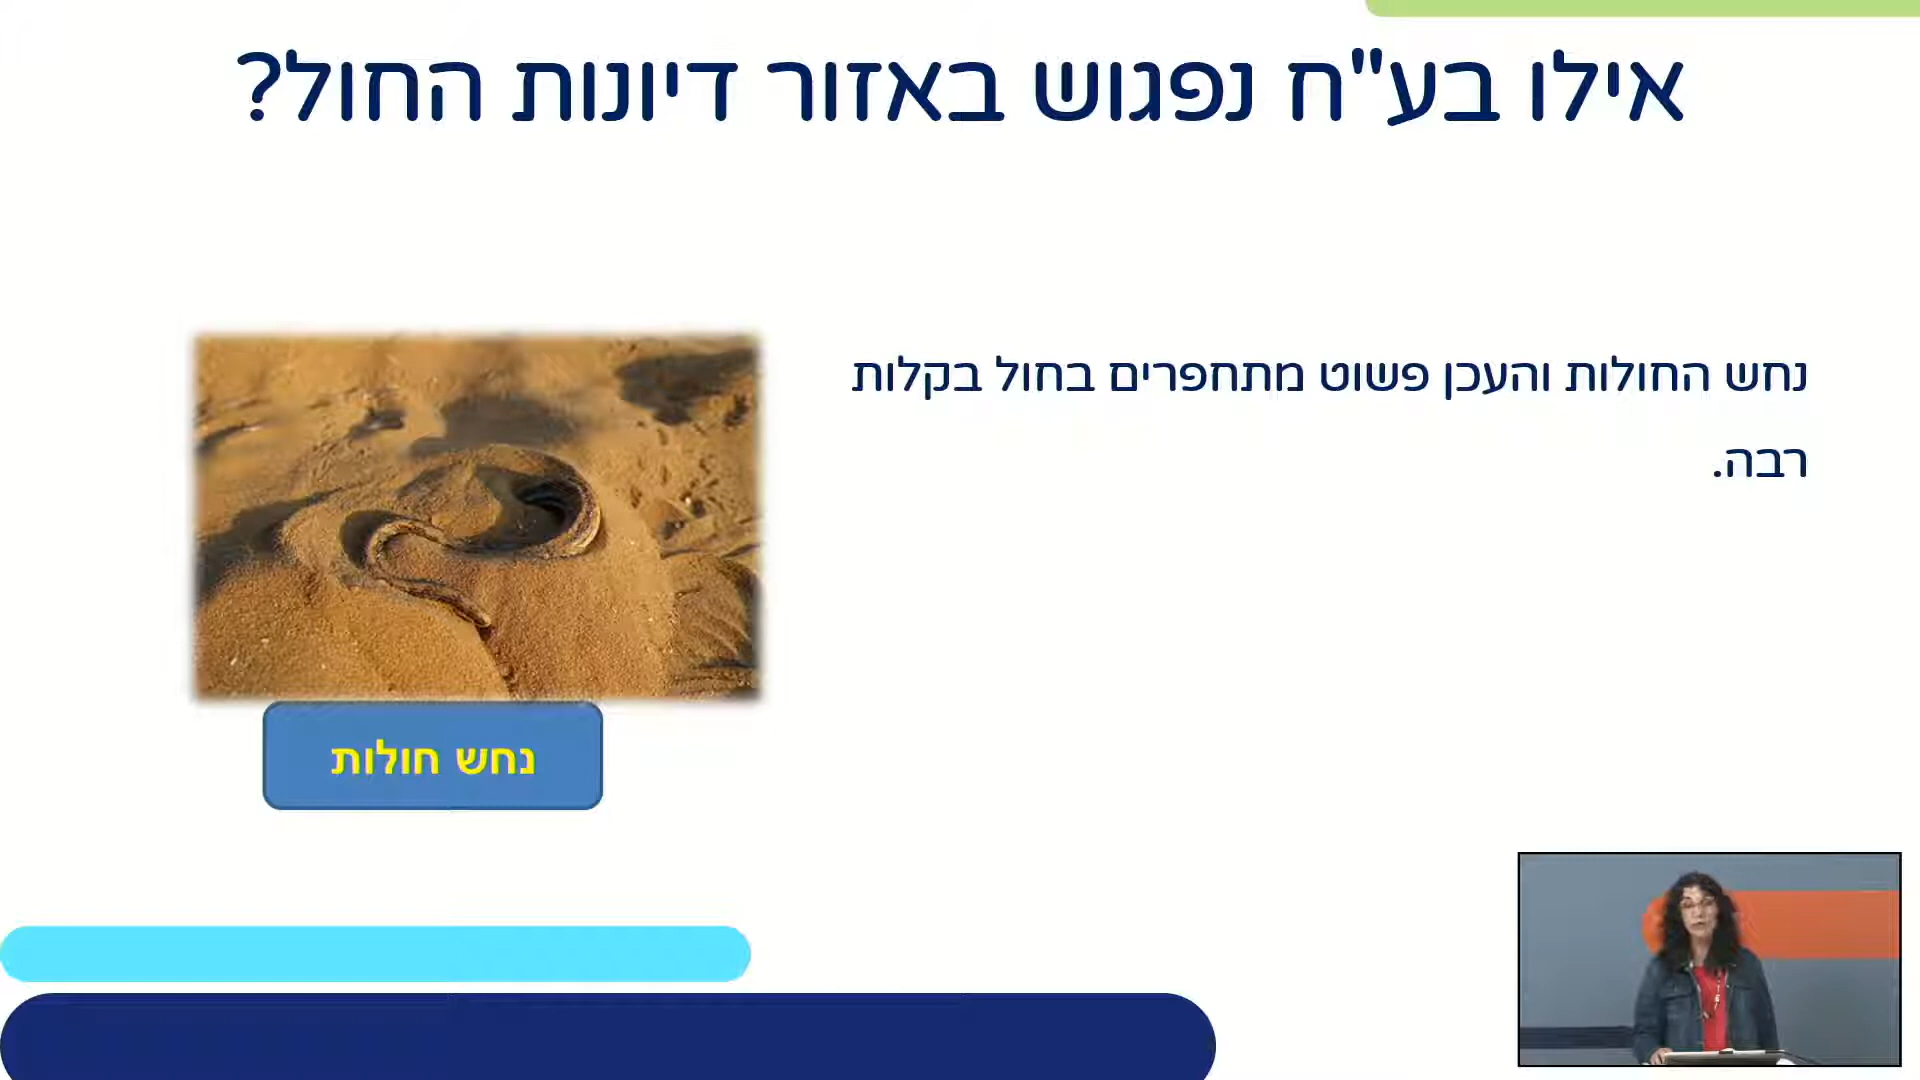 אילו בע"ח נפגוש באזור דיונות החול?
נחש החולות והעכן פשוט מתחפרים בחול בקלות
רבה.
נחש חולות